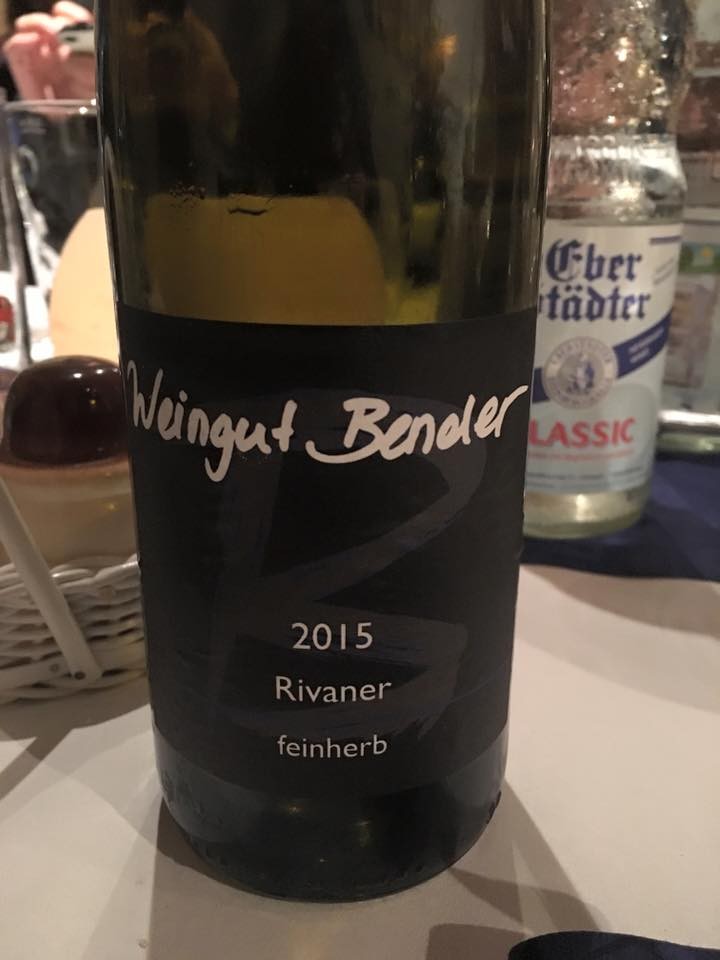 Weingut Bender
2015
Rivaner
feinherb
Eber
städter
LASSIC